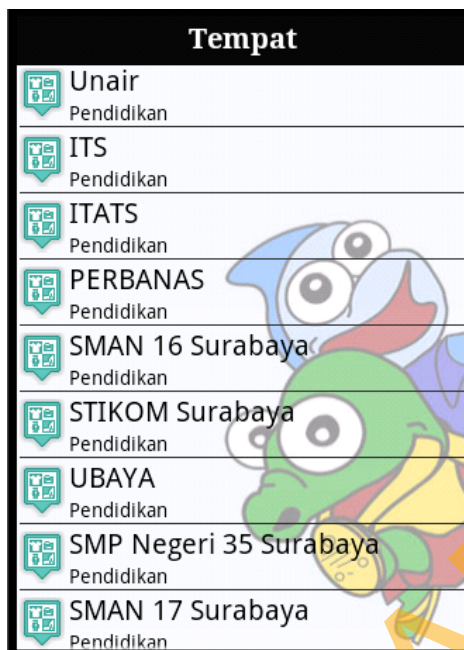 Tempat
Unair
Pendidikan
ITS
Pendidikan
ITATS
Pendidikan
PERBANAS
Pendidikan
SMAN 16 Surabaya
Pendidikan
STIKOM Surabaya
Pendidikan
UBAYA
Pendidikan
SMP Negeri 35 Surabaya
Pendidikan
SMAN 17 Surabaya
Pendidikan